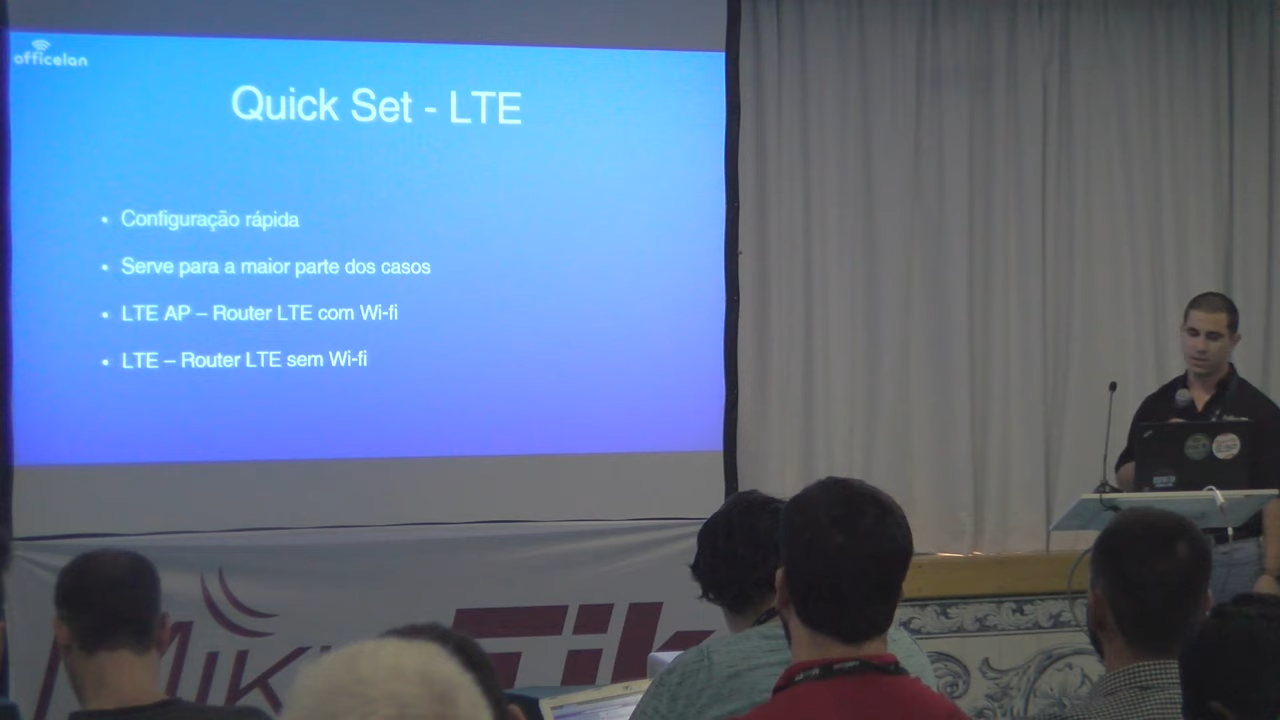 officelan
Quick Set - LTE
• Configuração rápida
• Serve para a maior parte dos casos
• LTE AP – Router LTE com Wi-fi
• LTE – Router LTE sem Wi-fi